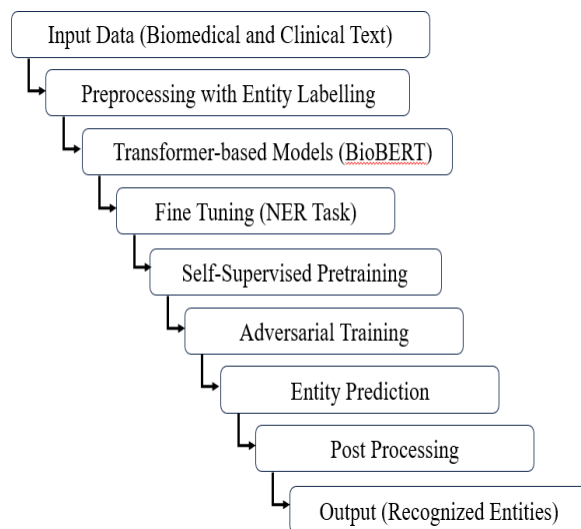 Input Data (Biomedical and Clinical Text)
Preprocessing with Entity Labelling
Transformer-based Models (BioBERT)
Fine Tuning (NER Task)
Self-Supervised Pretraining
Adversarial Training
Entity Prediction
Post Processing
Output (Recognized Entities)